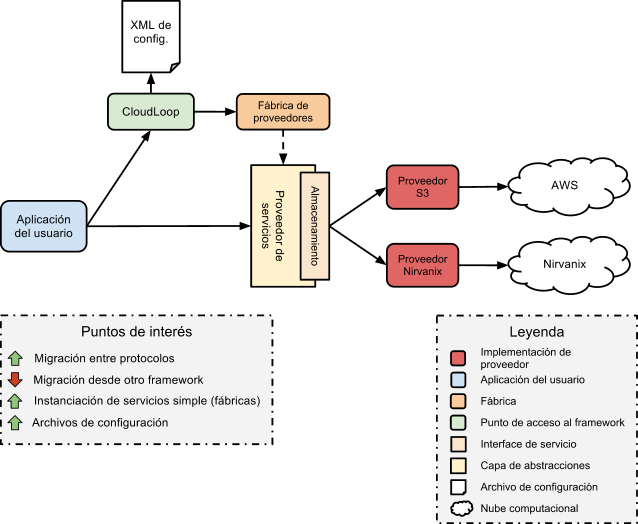 XML de
config.
CloudLoop
Fábrica de
proveedores
Aplicación
del usuario
Proveedor de
servicios
Almacenamiento
Proveedor
S3
AWS
Proveedor
Nirvanix
Nirvanix
Puntos de interés
Migración entre protocolos
Migración desde otro framework
Instanciación de servicios simple (fábricas)
Archivos de configuración
Leyenda
Implementación de
proveedor
Aplicación del usuario
Fábrica
Punto de acceso al framework
Interface de servicio
Capa de abstracciones
Archivo de configuración
Nube computacional